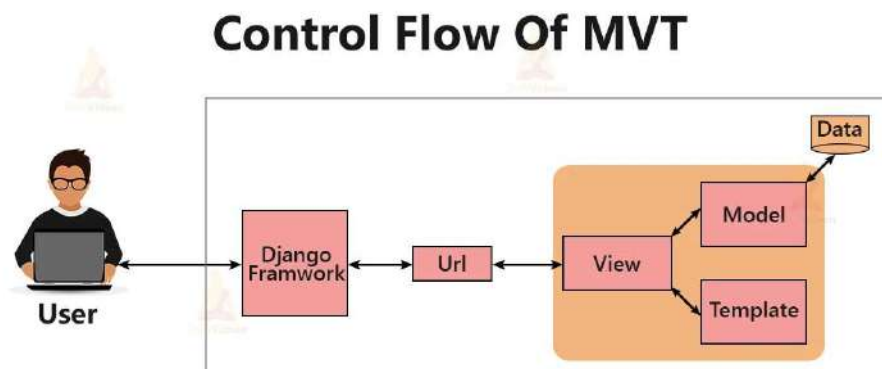 Control Flow Of MVT
Data
Model
Django
Framwork
Url
View
Template
User